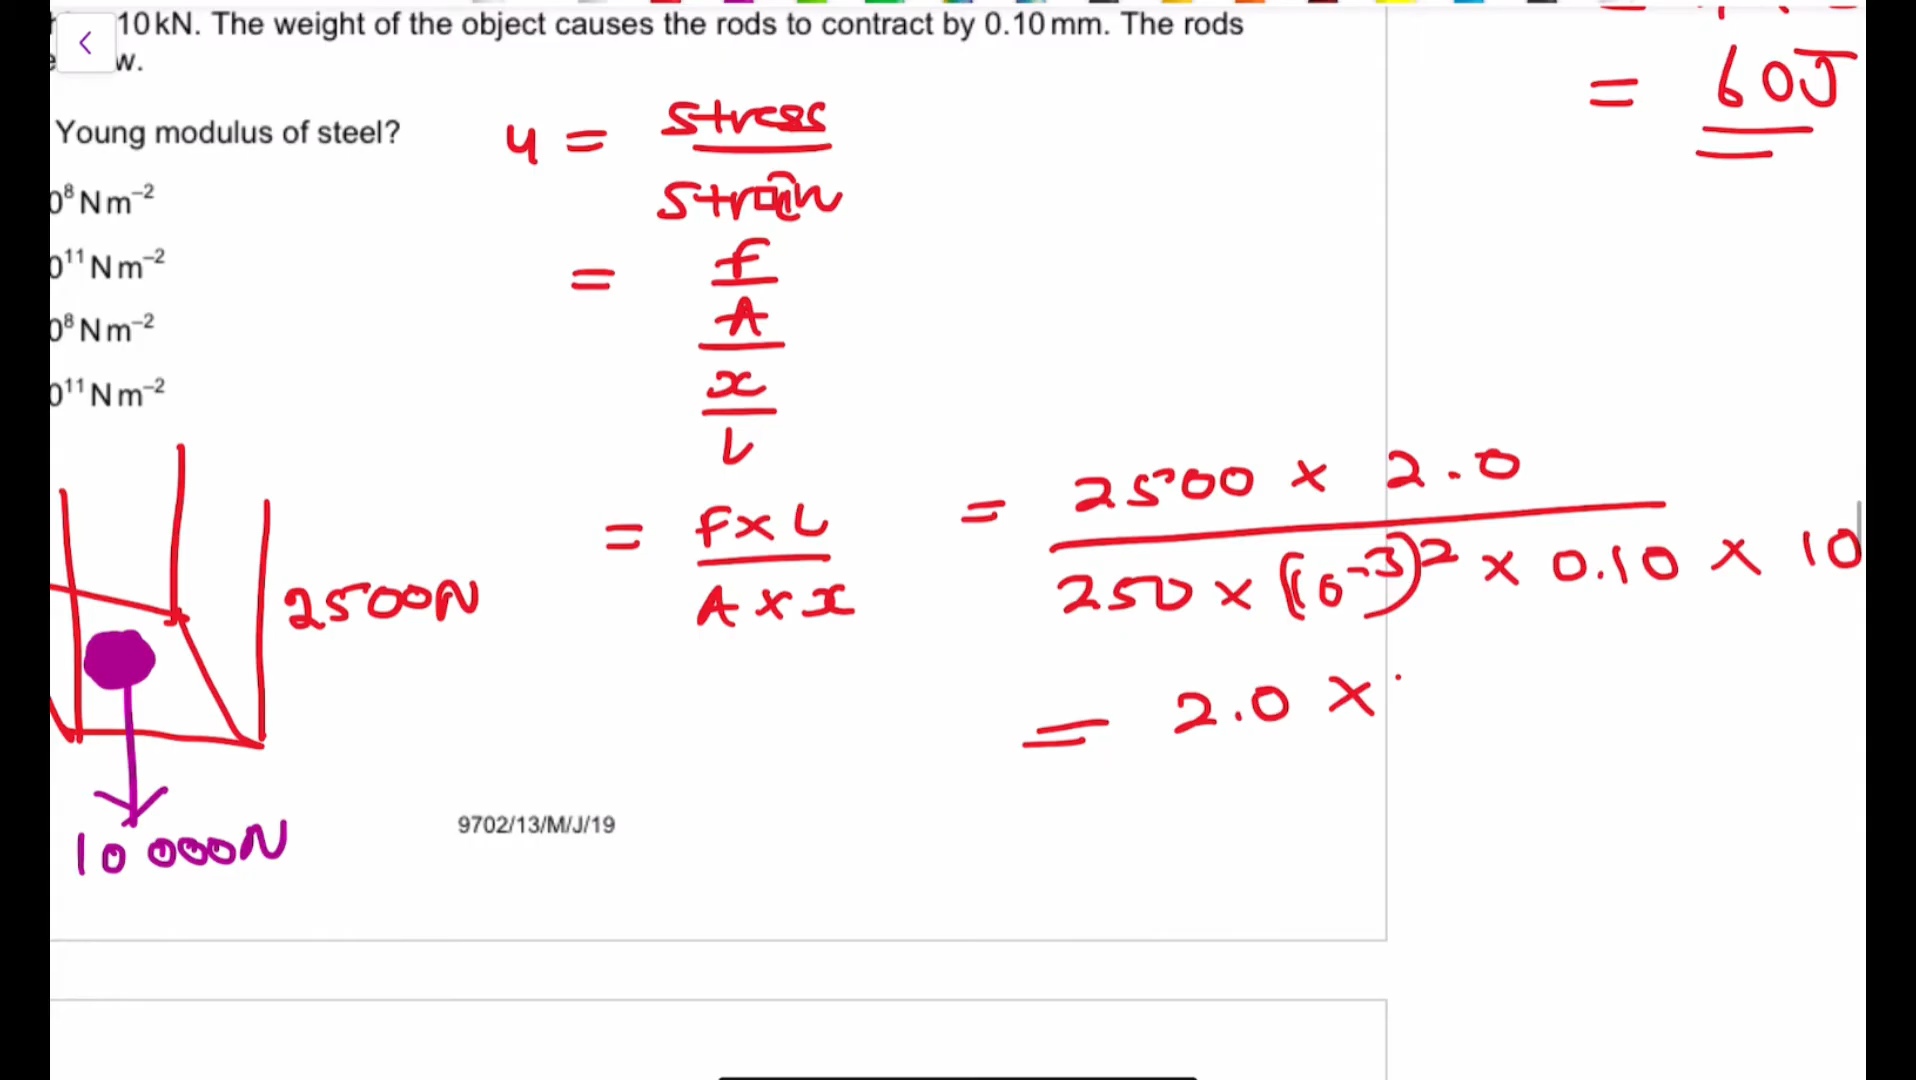 10 kN. The weight of the object causes the rods to contract by 0.10 mm. The rods
w.
= 60J
Young modulus of steel?
0⁸ N m⁻²
0¹¹ N m⁻²
0⁸ N m⁻²
0¹¹ N m⁻²
y = stress
strain
= F
A
x
L
= F x L
A x x
= 2500 x 2.0
250 x (10⁻³)² x 0.10 x 10
= 2.0 x
2500N
10 000N
9702/13/M/J/19